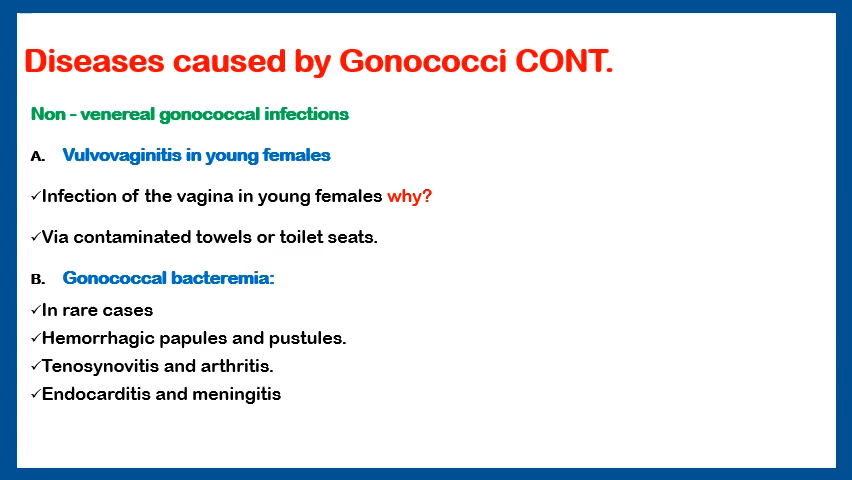 Diseases caused by Gonococci CONT.
Non - venereal gonococcal infections
A. Vulvovaginitis in young females
✓Infection of the vagina in young females why?
✓Via contaminated towels or toilet seats.
B. Gonococcal bacteremia:
✓In rare cases
✓Hemorrhagic papules and pustules.
✓Tenosynovitis and arthritis.
✓Endocarditis and meningitis